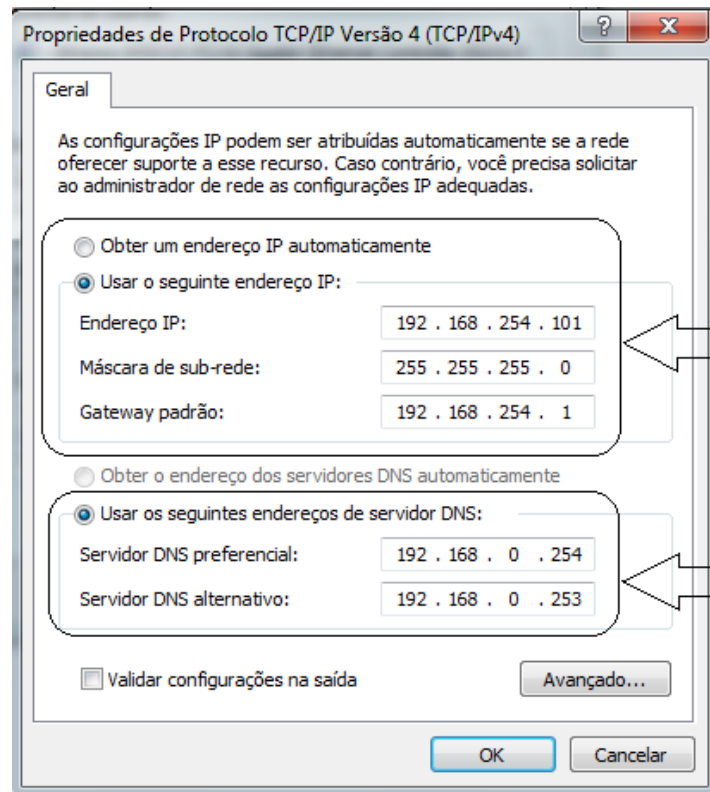 Propriedades de Protocolo TCP/IP Versão 4 (TCP/IPv4)
Geral
As configurações IP podem ser atribuídas automaticamente se a rede
oferecer suporte a esse recurso. Caso contrário, você precisa solicitar
ao administrador de rede as configurações IP adequadas.
Obter um endereço IP automaticamente
Usar o seguinte endereço IP:
Endereço IP: 192 . 168 . 254 . 101
Máscara de sub-rede: 255 . 255 . 255 . 0
Gateway padrão: 192 . 168 . 254 . 1
Obter o endereço dos servidores DNS automaticamente
Usar os seguintes endereços de servidor DNS:
Servidor DNS preferencial: 192 . 168 . 0 . 254
Servidor DNS alternativo: 192 . 168 . 0 . 253
Validar configurações na saída Avançado...
OK Cancelar